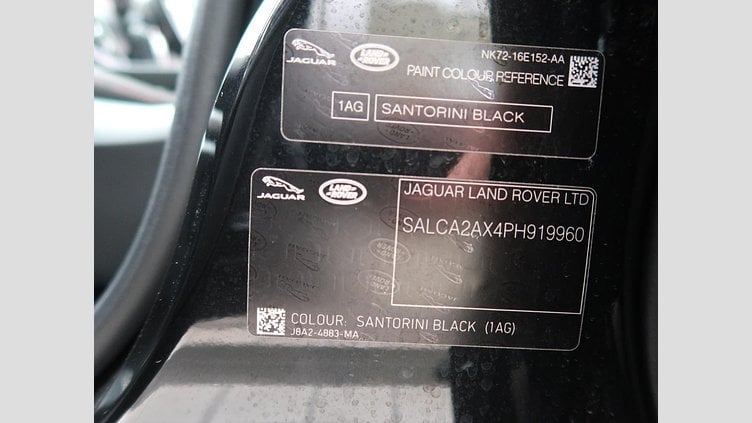 JAGUAR
LAND ROVER
NK72-16E152-AA
PAINT COLOUR REFERENCE
1AG SANTORINI BLACK
JAGUAR
LAND ROVER
JAGUAR LAND ROVER LTD
SALCA2AX4PH919960
COLOUR: SANTORINI BLACK (1AG)
J8A2-4883-MA